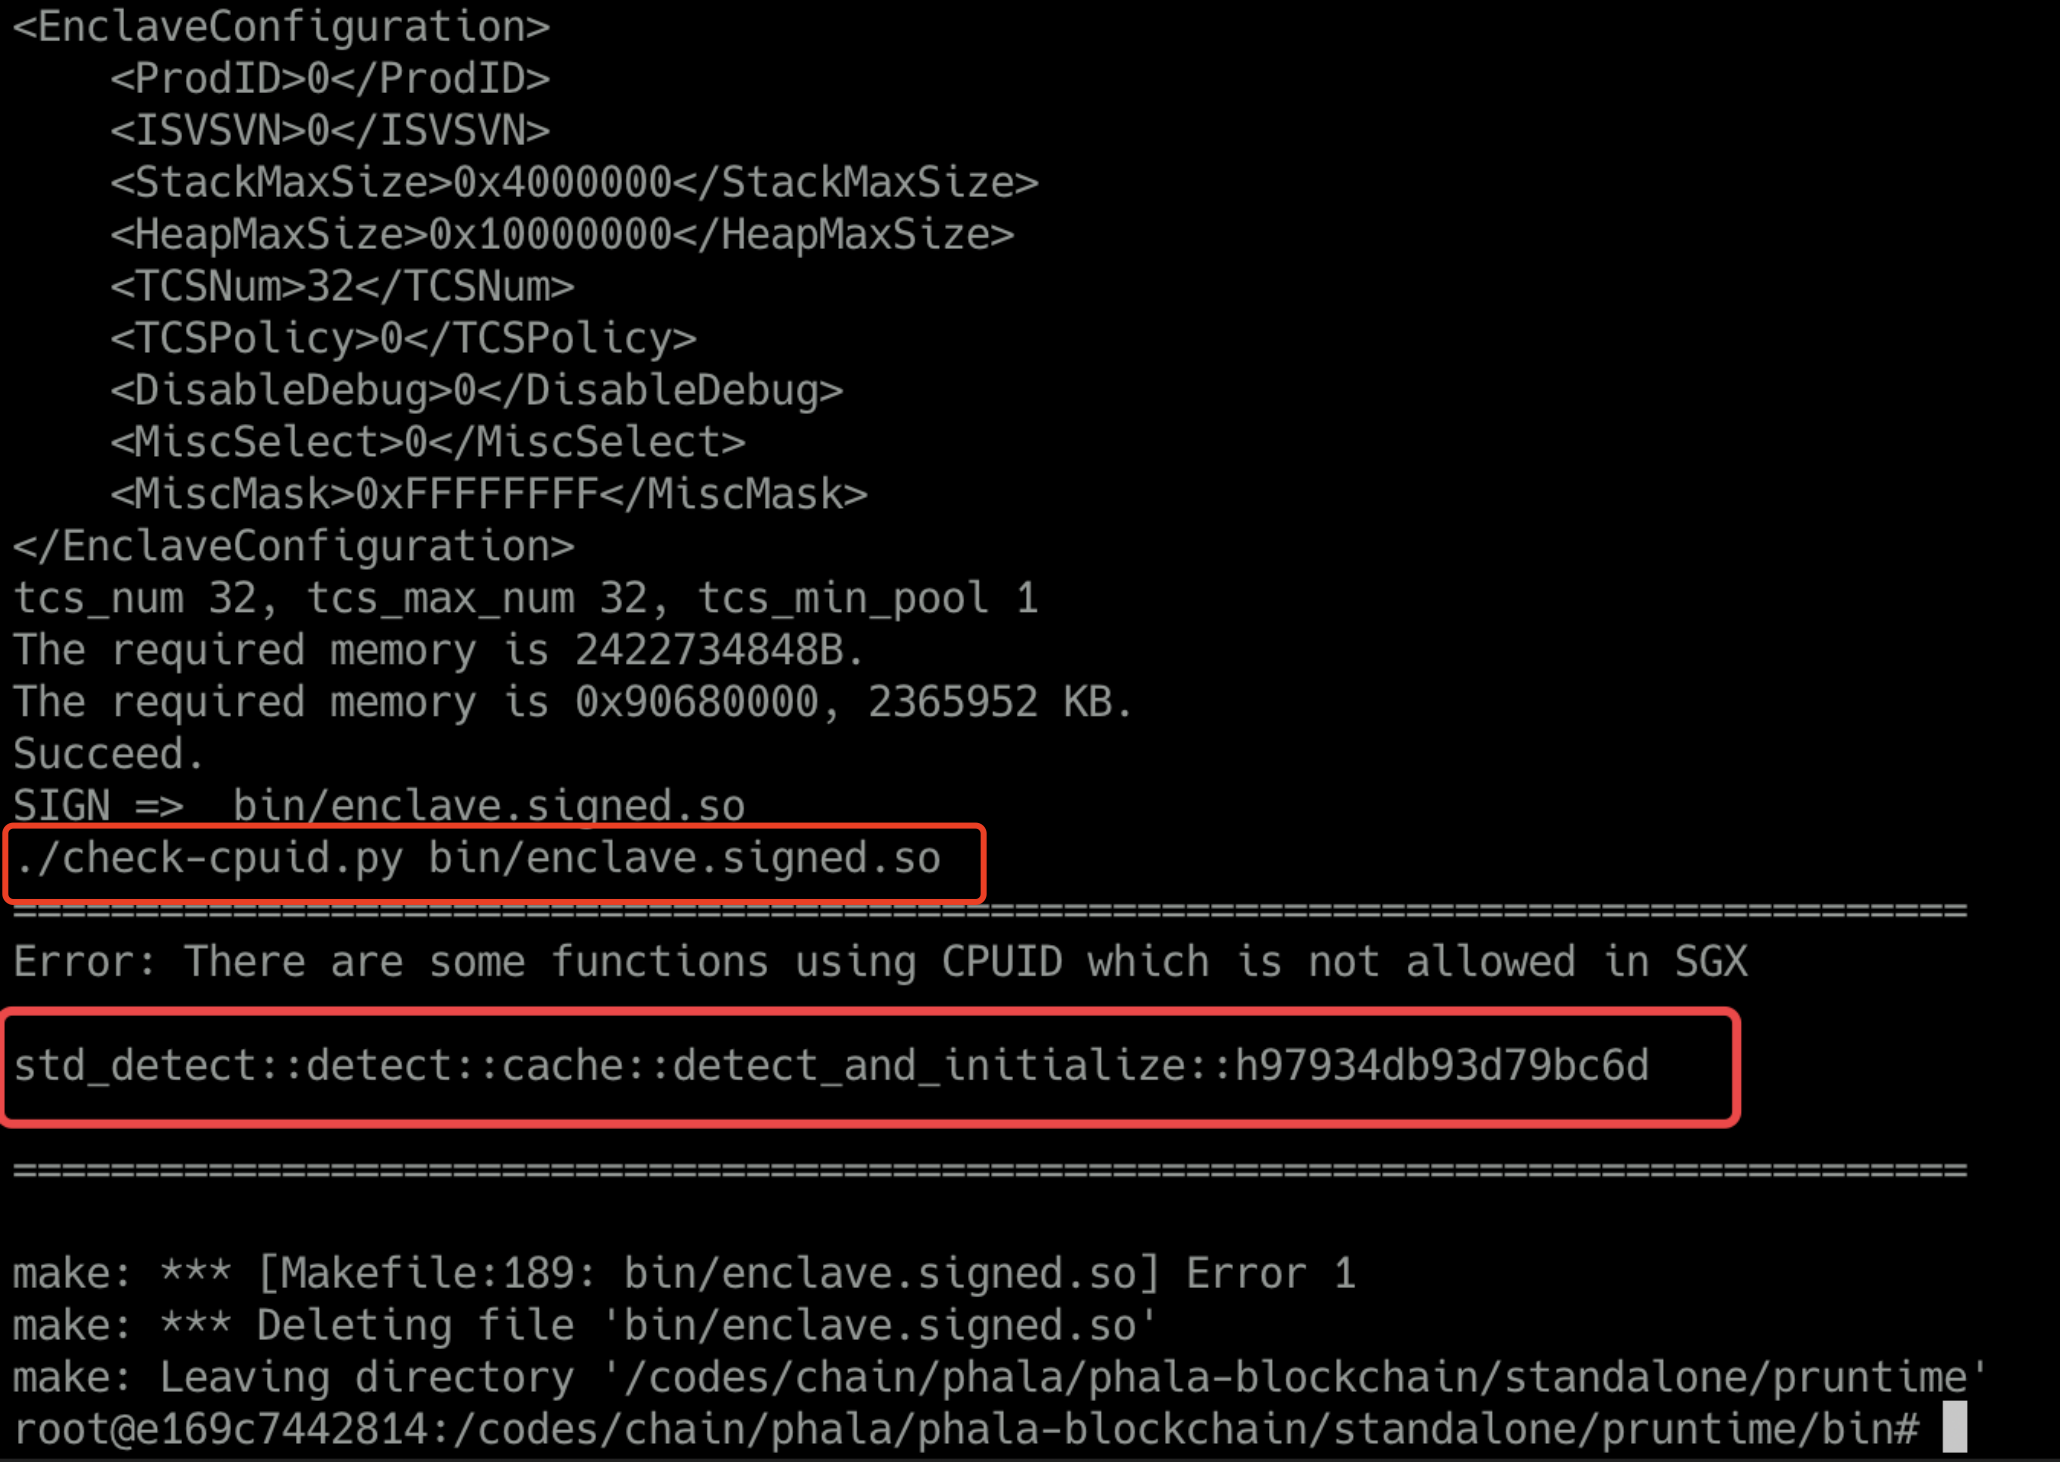 <EnclaveConfiguration>
    <ProdID>0</ProdID>
    <ISVSVN>0</ISVSVN>
    <StackMaxSize>0x4000000</StackMaxSize>
    <HeapMaxSize>0x10000000</HeapMaxSize>
    <TCSNum>32</TCSNum>
    <TCSPolicy>0</TCSPolicy>
    <DisableDebug>0</DisableDebug>
    <MiscSelect>0</MiscSelect>
    <MiscMask>0xFFFFFFFF</MiscMask>
</EnclaveConfiguration>
tcs_num 32, tcs_max_num 32, tcs_min_pool 1
The required memory is 2422734848B.
The required memory is 0x90680000, 2365952 KB.
Succeed.
SIGN =>  bin/enclave.signed.so
./check-cpuid.py bin/enclave.signed.so
================================================================================
Error: There are some functions using CPUID which is not allowed in SGX
std_detect::detect::cache::detect_and_initialize::h97934db93d79bc6d
================================================================================
make: *** [Makefile:189: bin/enclave.signed.so] Error 1
make: *** Deleting file 'bin/enclave.signed.so'
make: Leaving directory '/codes/chain/phala/phala-blockchain/standalone/pruntime'
root@e169c7442814:/codes/chain/phala/phala-blockchain/standalone/pruntime/bin#